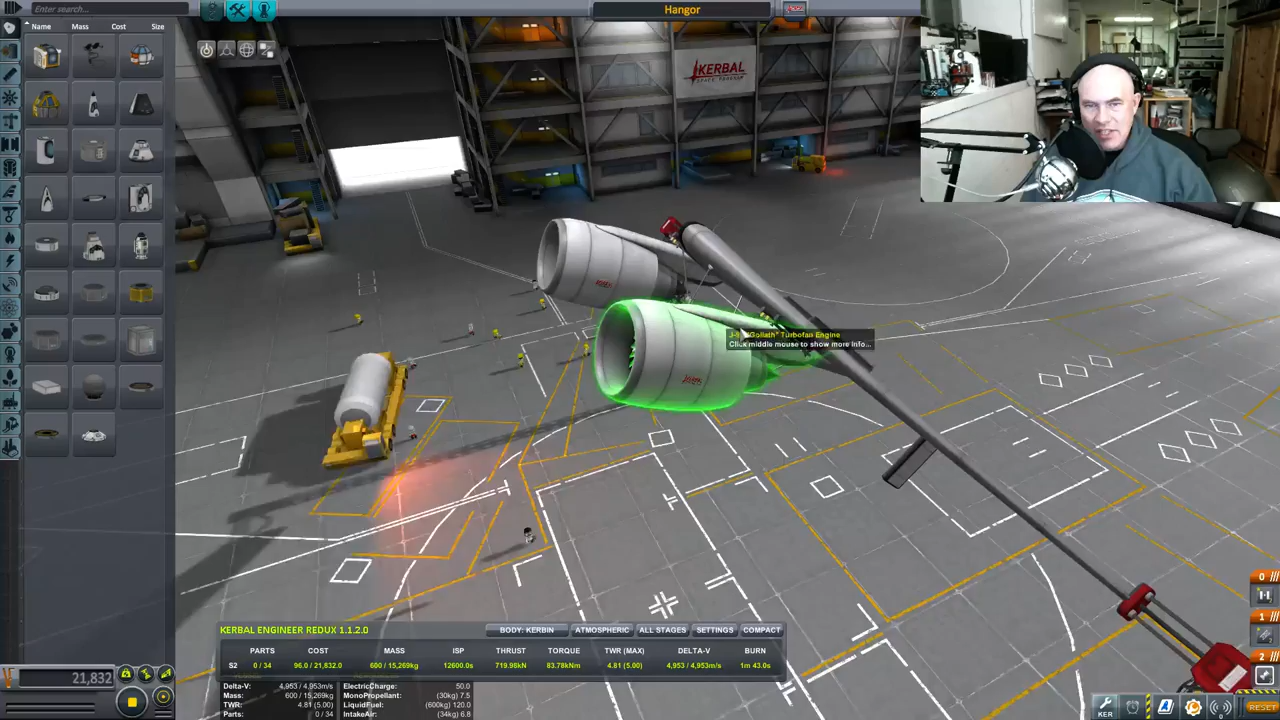 Enter search...
Hangor
Name Mass Cost Size
KERBAL
SPACE PROGRAM
"Goliath" Turbofan Engine
Click middle mouse to show more info...
KERBAL ENGINEER REDUX 1.1.2.0
BODY: KERBIN ATMOSPHERIC ALL STAGES SETTINGS COMPACT
PARTS COST MASS ISP THRUST TORQUE TWR (MAX) DELTA-V BURN
S2 0 / 34 96.0 / 21,832.0 600 / 15,269kg 12600.0s 719.98kN 83.78kNm 4.81 (5.00) 4,953 / 4,953m/s 1m 43.0s
Delta-V: 4,953 / 4,953m/s ElectricCharge: 50.0
Mass: 600 / 15,269kg MonoPropellant: (30kg) 7.5
TWR: 4.81 (5.00) LiquidFuel: (600kg) 120.0
Parts: 0 / 34 IntakeAir: (34kg) 6.8
21,832
0
1
2
KER
RESET